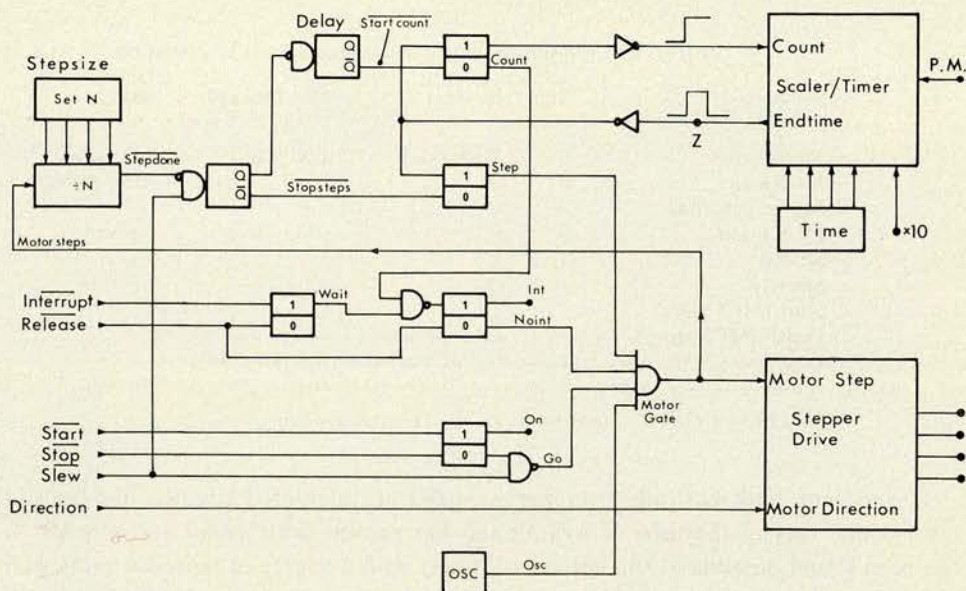 Delay
Start count
Q
Q
1
0
Count
Count
Scaler/Timer
Endtime
P.M.
Z
Stepsize
Set N
÷N
Stepdone
Q
Q
Stopsteps
Step
1
0
Time
×10
Motor steps
Interrupt
Release
1
0
Wait
1
0
Int
Noint
Motor
Gate
Motor Step
Stepper
Drive
Motor Direction
Start
Stop
Slew
1
0
On
Go
Direction
OSC
Osc